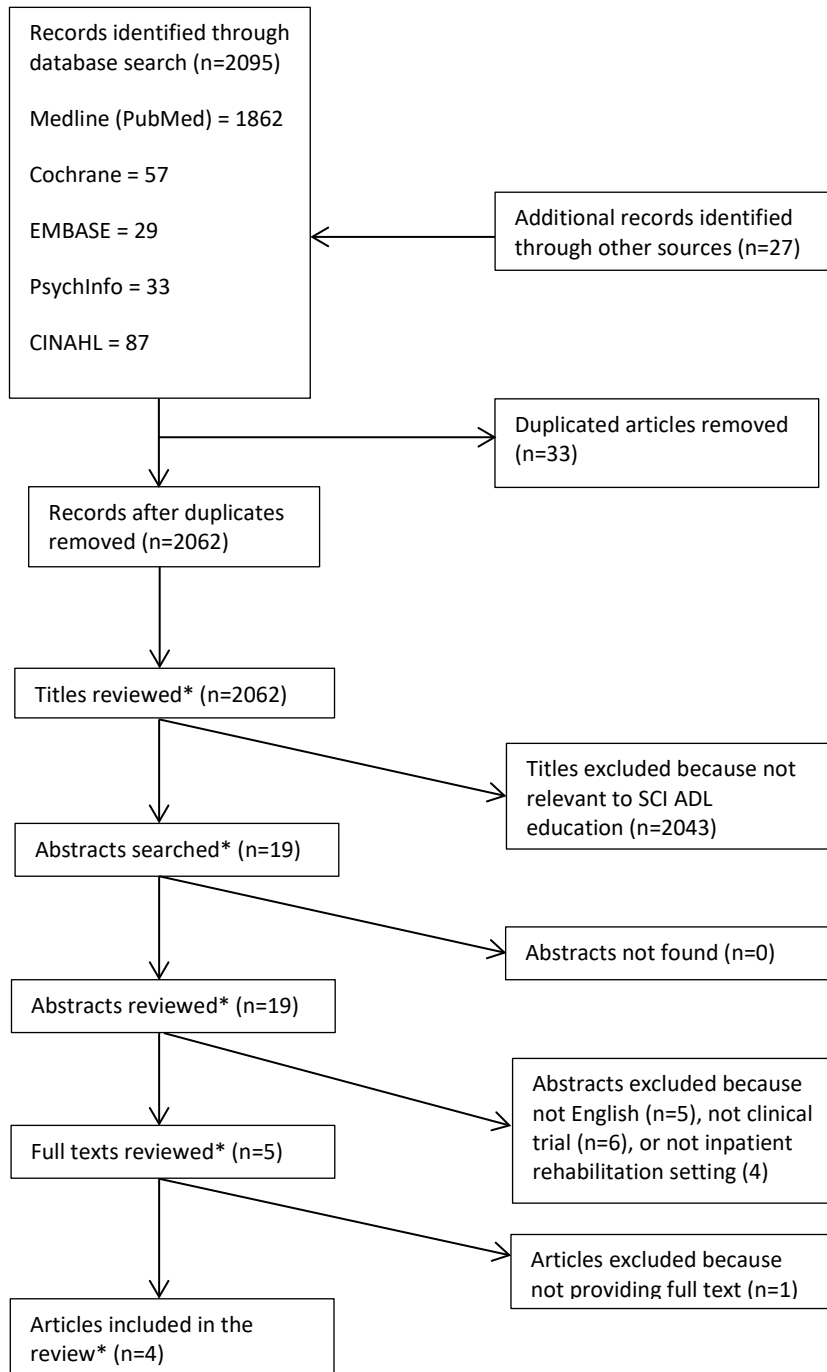 Records identified through
database search (n=2095)
Medline (PubMed) = 1862
Cochrane = 57
EMBASE = 29
PsychInfo = 33
CINAHL = 87
Additional records identified
through other sources (n=27)
Duplicated articles removed
(n=33)
Records after duplicates
removed (n=2062)
Titles reviewed* (n=2062)
Titles excluded because not
relevant to SCI ADL
education (n=2043)
Abstracts searched* (n=19)
Abstracts not found (n=0)
Abstracts reviewed* (n=19)
Abstracts excluded because
not English (n=5), not clinical
trial (n=6), or not inpatient
rehabilitation setting (4)
Full texts reviewed* (n=5)
Articles excluded because
not providing full text (n=1)
Articles included in the
review* (n=4)